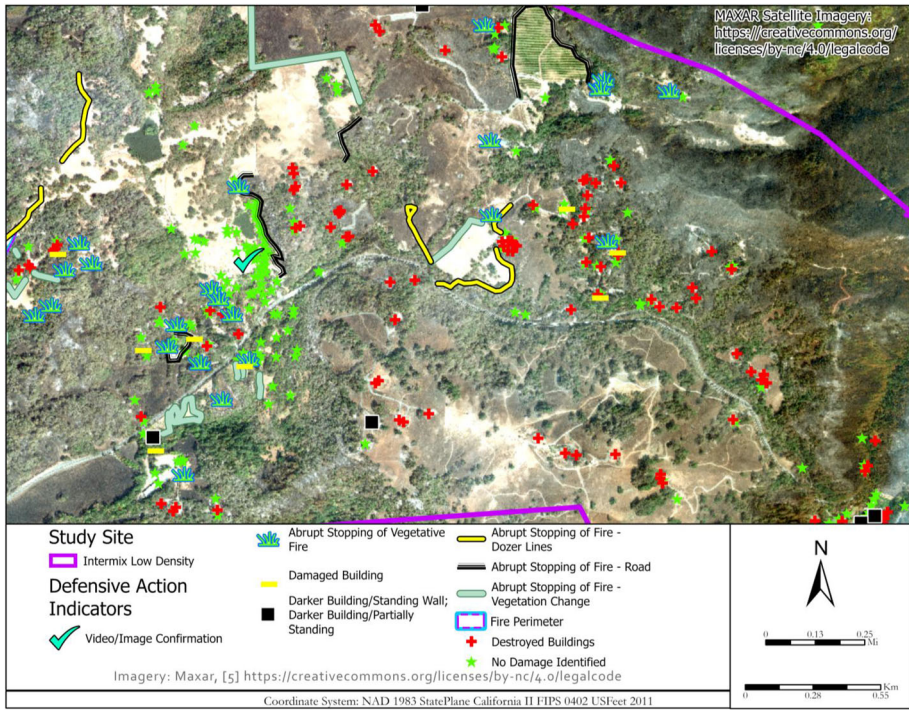 MAXAR Satellite Imagery:
https://creativecommons.org/
licenses/by-nc/4.0/legalcode
Study Site
Intermix Low Density
Defensive Action
Indicators
Video/Image Confirmation
Abrupt Stopping of Vegetative
Fire
Damaged Building
Darker Building/Standing Wall;
Darker Building/Partially
Standing
Abrupt Stopping of Fire -
Dozer Lines
Abrupt Stopping of Fire - Road
Abrupt Stopping of Fire -
Vegetation Change
Fire Perimeter
Destroyed Buildings
No Damage Identified
N
0 0.13 0.25
Mi
Km
0 0.28 0.55
Imagery: Maxar, [5] https://creativecommons.org/licenses/by-nc/4.0/legalcode
Coordinate System: NAD 1983 StatePlane California II FIPS 0402 USFeet 2011